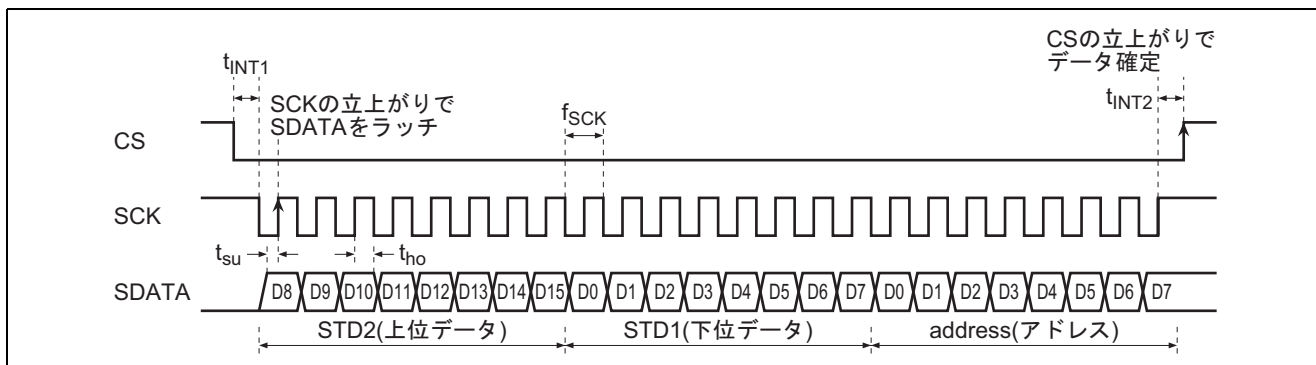 CSの立上がりで
データ確定
tINT1
SCKの立上がりで
SDATAをラッチ
fSCK
tINT2
CS
SCK
tsu
tho
SDATA
D8 D9 D10 D11 D12 D13 D14 D15 D0 D1 D2 D3 D4 D5 D6 D7 D0 D1 D2 D3 D4 D5 D6 D7
STD2(上位データ) STD1(下位データ) address(アドレス)